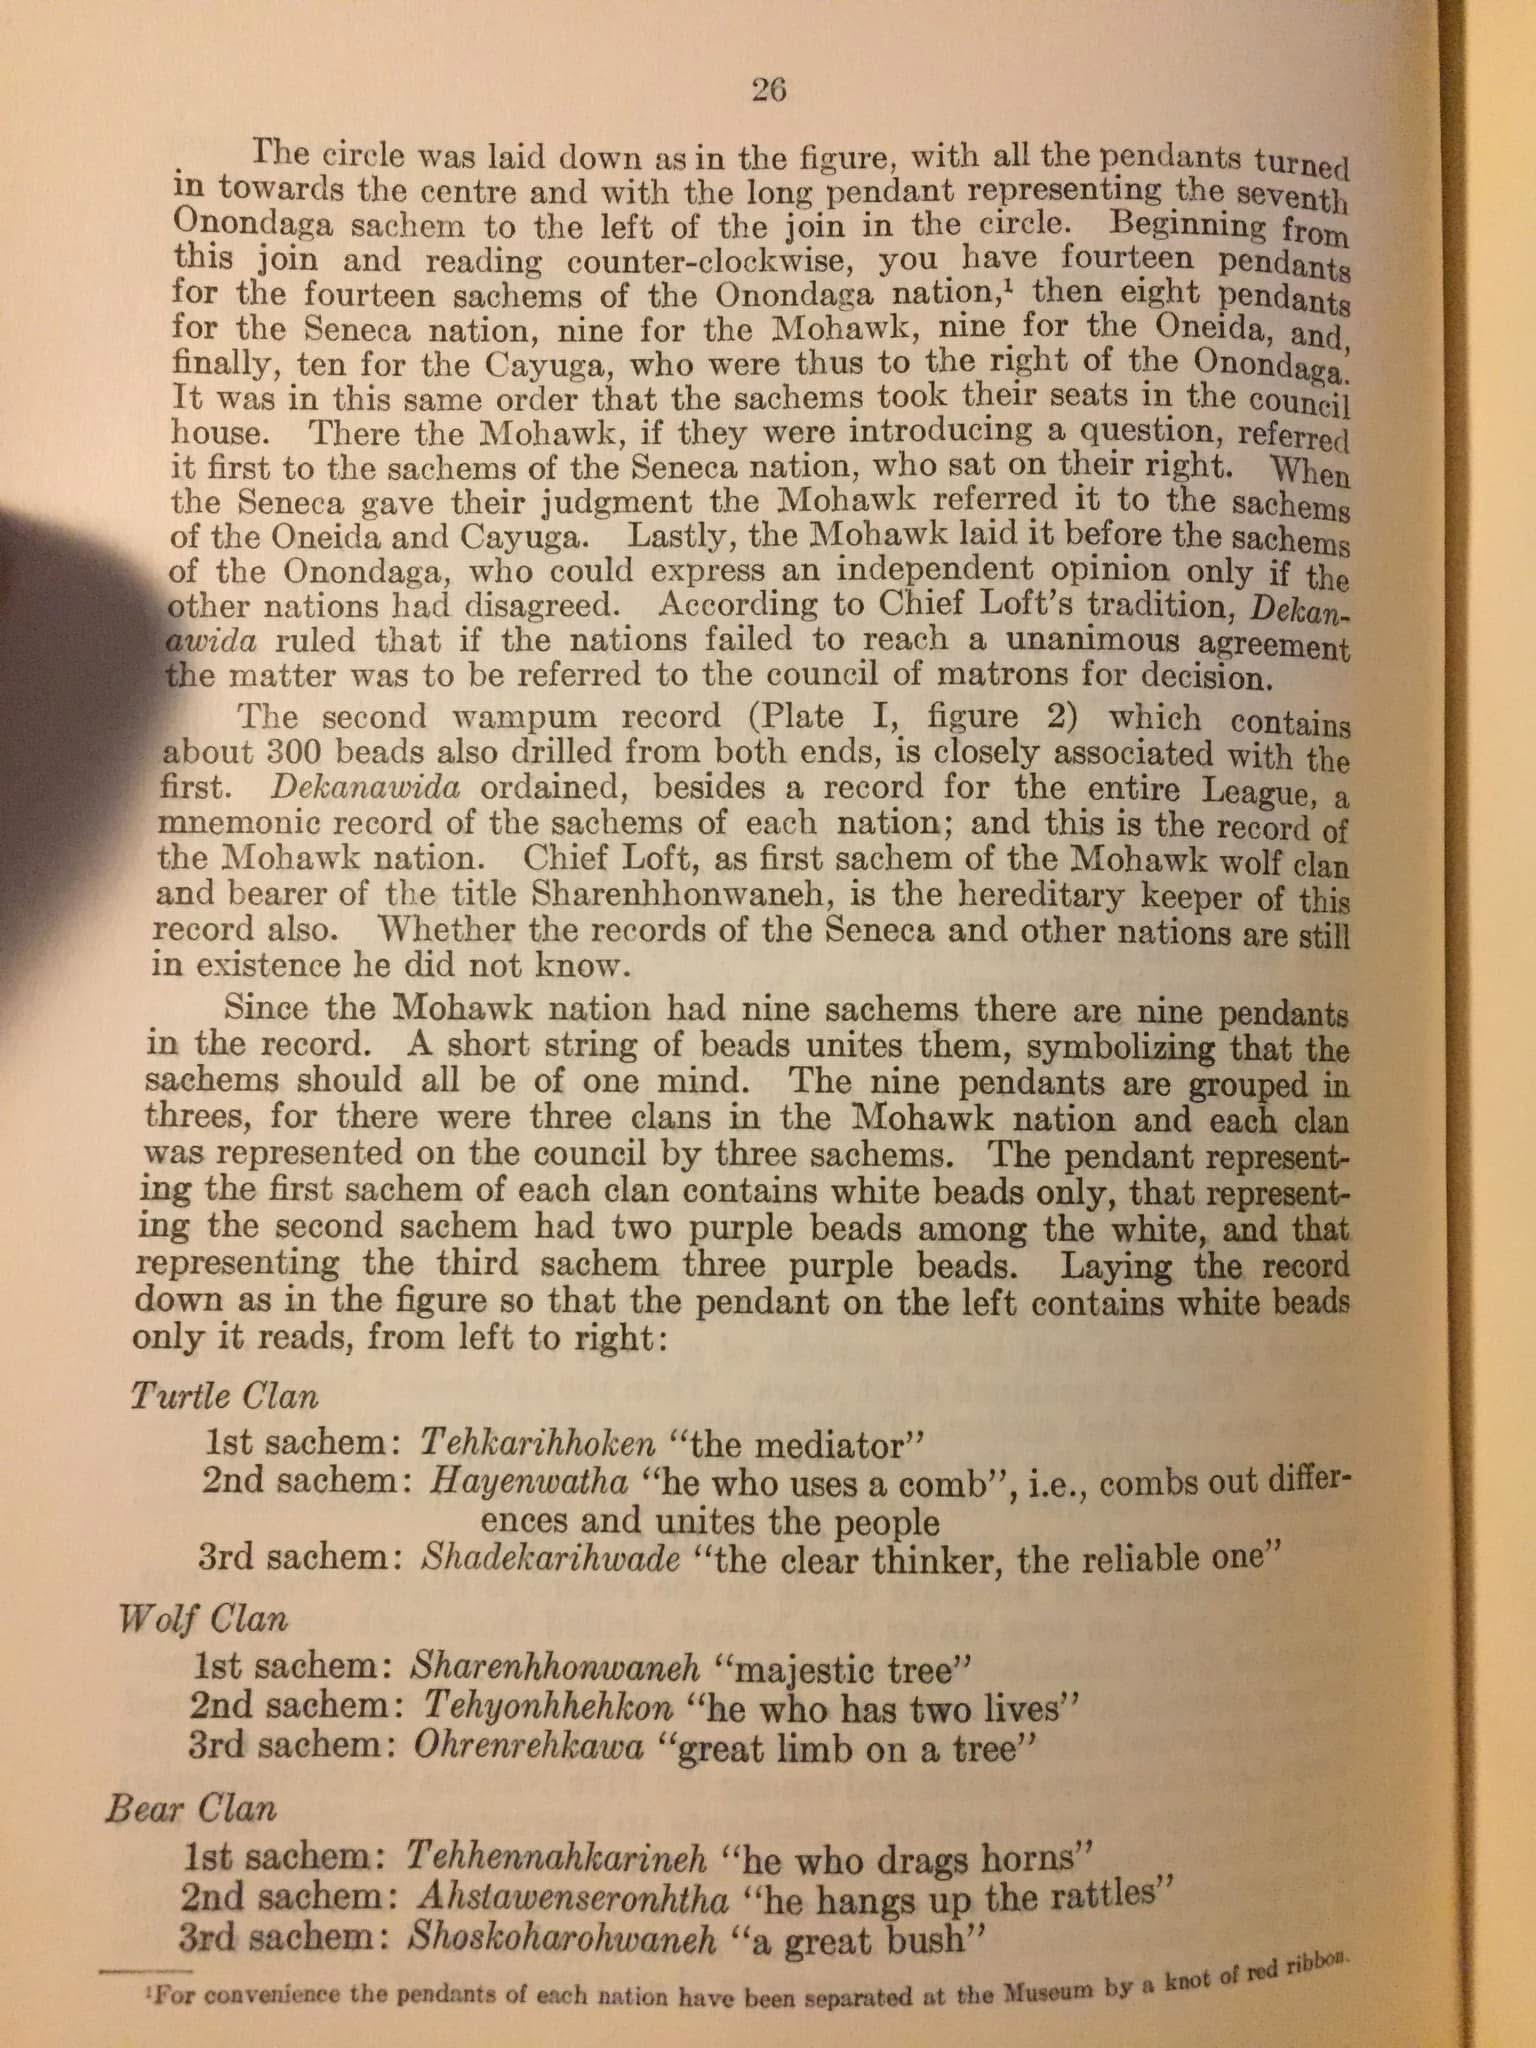 26
The circle was laid down as in the figure, with all the pendants turned
in towards the centre and with the long pendant representing the seventh
Onondaga sachem to the left of the join in the circle. Beginning from
this join and reading counter-clockwise, you have fourteen pendants
for the fourteen sachems of the Onondaga nation,¹ then eight pendants
for the Seneca nation, nine for the Mohawk, nine for the Oneida, and,
finally, ten for the Cayuga, who were thus to the right of the Onondaga.
It was in this same order that the sachems took their seats in the council
house. There the Mohawk, if they were introducing a question, referred
it first to the sachems of the Seneca nation, who sat on their right. When
the Seneca gave their judgment the Mohawk referred it to the sachems
of the Oneida and Cayuga. Lastly, the Mohawk laid it before the sachems
of the Onondaga, who could express an independent opinion only if the
other nations had disagreed. According to Chief Loft's tradition, Dekan-
awida ruled that if the nations failed to reach a unanimous agreement
the matter was to be referred to the council of matrons for decision.
The second wampum record (Plate I, figure 2) which contains
about 300 beads also drilled from both ends, is closely associated with the
first. Dekanawida ordained, besides a record for the entire League, a
mnemonic record of the sachems of each nation; and this is the record of
the Mohawk nation. Chief Loft, as first sachem of the Mohawk wolf clan
and bearer of the title Sharenhhonwaneh, is the hereditary keeper of this
record also. Whether the records of the Seneca and other nations are still
in existence he did not know.
Since the Mohawk nation had nine sachems there are nine pendants
in the record. A short string of beads unites them, symbolizing that the
sachems should all be of one mind. The nine pendants are grouped in
threes, for there were three clans in the Mohawk nation and each clan
was represented on the council by three sachems. The pendant represent-
ing the first sachem of each clan contains white beads only, that represent-
ing the second sachem had two purple beads among the white, and that
representing the third sachem three purple beads. Laying the record
down as in the figure so that the pendant on the left contains white beads
only it reads, from left to right:
Turtle Clan
1st sachem: Tehkarihhoken "the mediator"
2nd sachem: Hayenwatha "he who uses a comb", i.e., combs out differ-
ences and unites the people
3rd sachem: Shadekarihwade "the clear thinker, the reliable one"
Wolf Clan
1st sachem: Sharenhhonwaneh "majestic tree"
2nd sachem: Tehyonhhehkon "he who has two lives"
3rd sachem: Ohrenrehkawa "great limb on a tree"
Bear Clan
1st sachem: Tehhennahkarineh "he who drags horns"
2nd sachem: Ahstawenseronhtha "he hangs up the rattles"
3rd sachem: Shoskoharohwaneh "a great bush"
¹For convenience the pendants of each nation have been separated at the Museum by a knot of red ribbon.